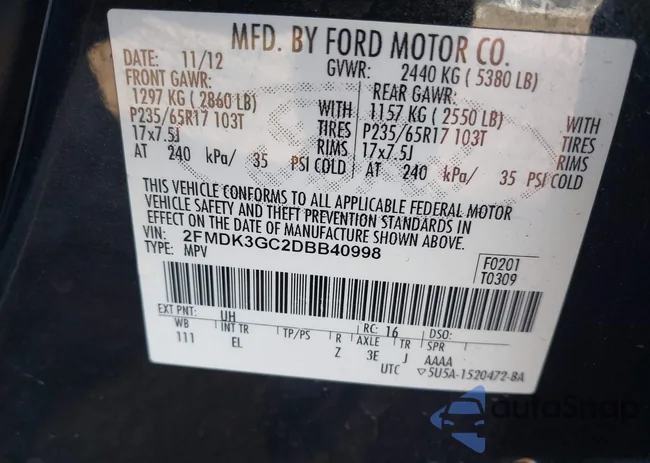 MFD. BY FORD MOTOR CO.
DATE: 11/12 GVWR: 2440 KG (5380 LB)
FRONT GAWR: REAR GAWR:
1297 KG (2860 LB) WITH 1157 KG (2550 LB) WITH
P235/65R17 103T TIRES P235/65R17 103T TIRES
17x7.5J RIMS 17x7.5J RIMS
AT 240 kPa/ 35 PSI COLD AT 240 kPa/ 35 PSI COLD
THIS VEHICLE CONFORMS TO ALL APPLICABLE FEDERAL MOTOR
VEHICLE SAFETY AND THEFT PREVENTION STANDARDS IN
EFFECT ON THE DATE OF MANUFACTURE SHOWN ABOVE.
VIN: 2FMDK3GC2DBB40998 F0201
TYPE: MPV T0309
EXT PNT: UH RC: 16 DSO:
WB INT TR TP/PS R AXLE TR SPR
111 EL Z 3E J AAAA
UTC ▽5U5A-1520472-BA
autoSnap